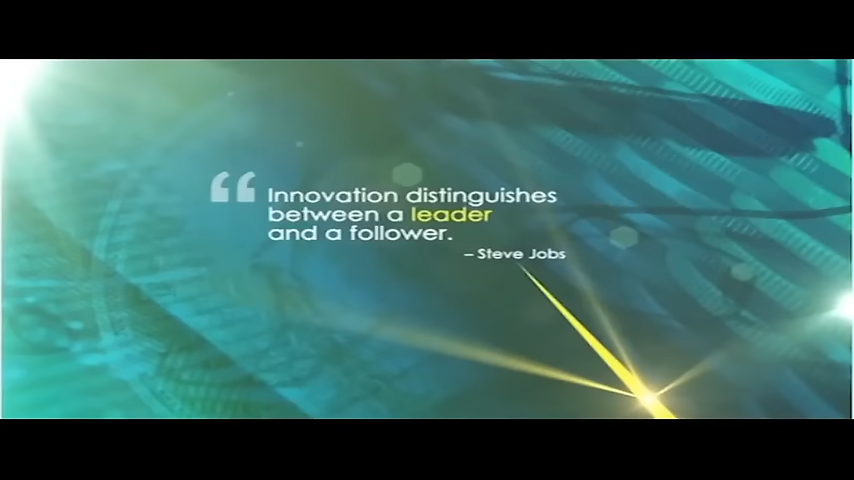 “ Innovation distinguishes
between a leader
and a follower.
– Steve Jobs